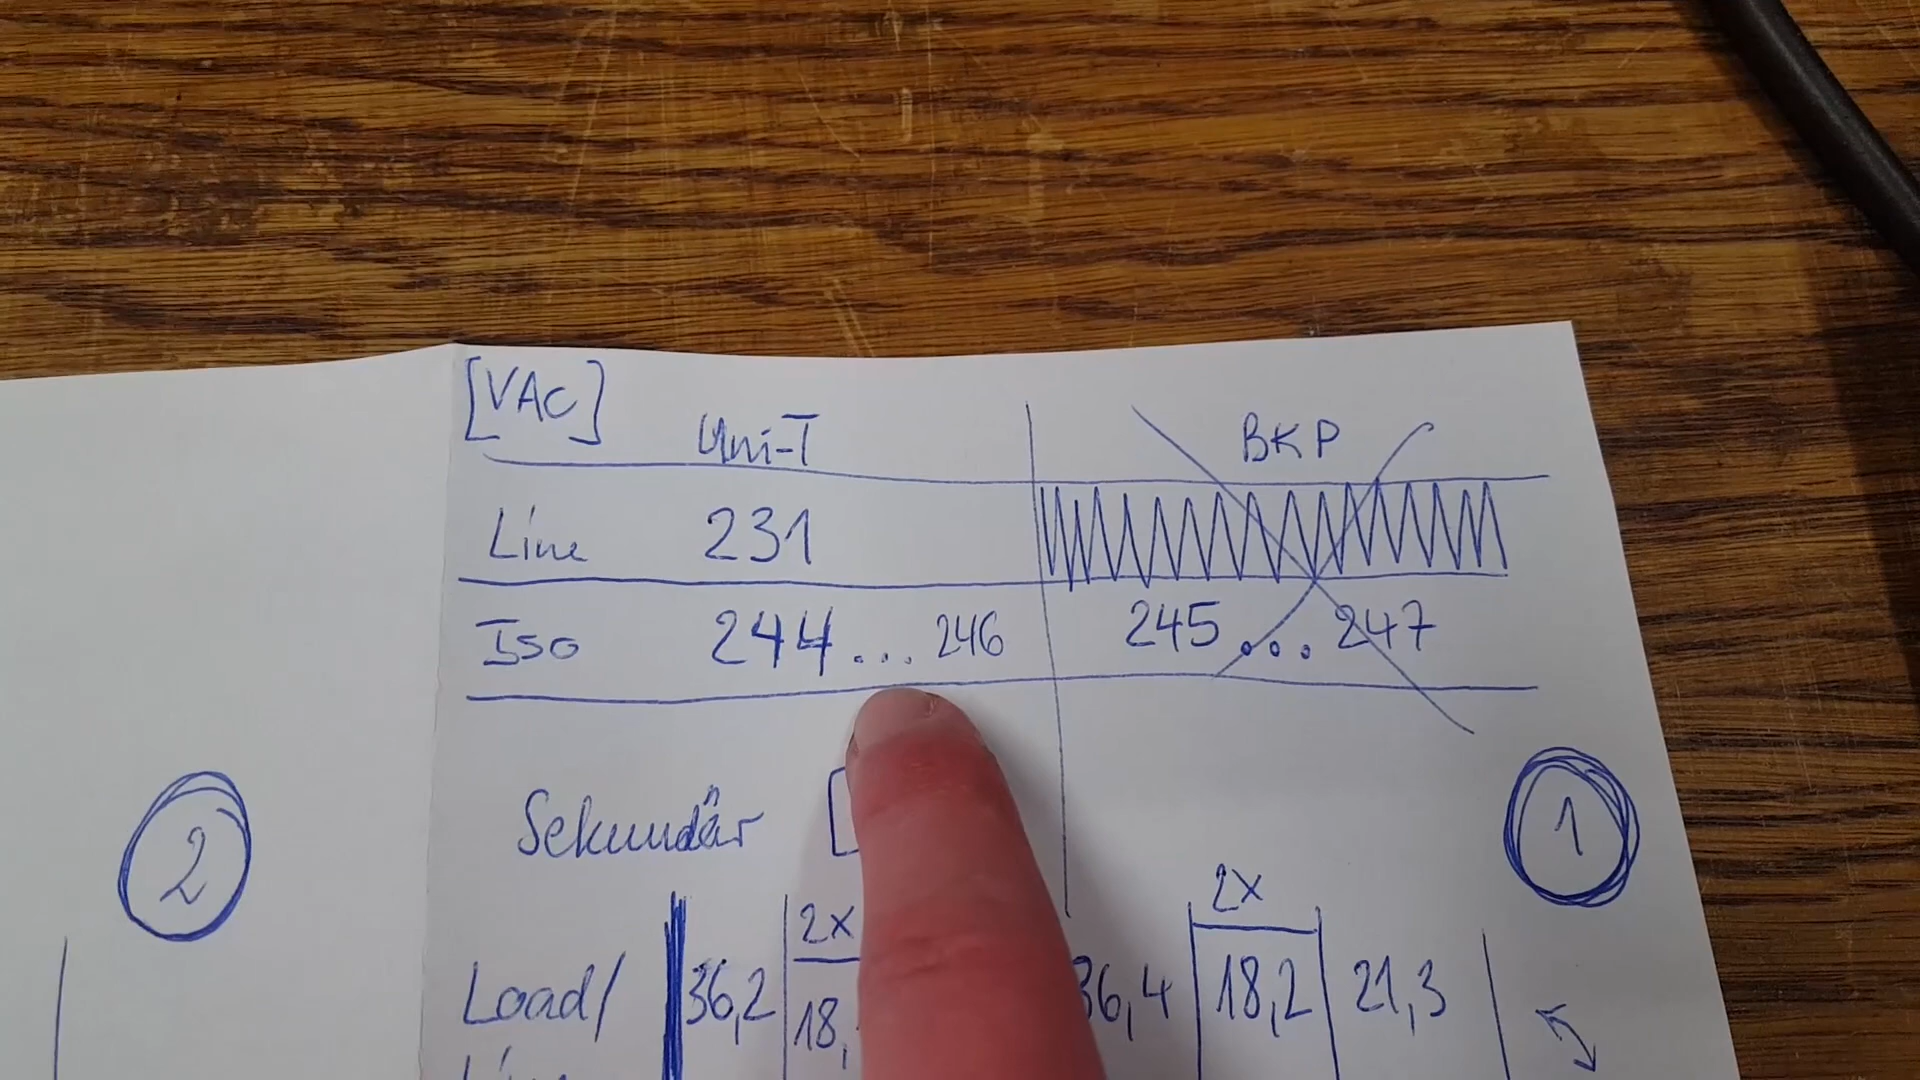 [VAC]
Uni-T BKP
Line 231
Iso 244... 246 245... 247
Sekundär
2 1
2x 2x
Load/ 36,2 18, 36,4 18,2 21,3